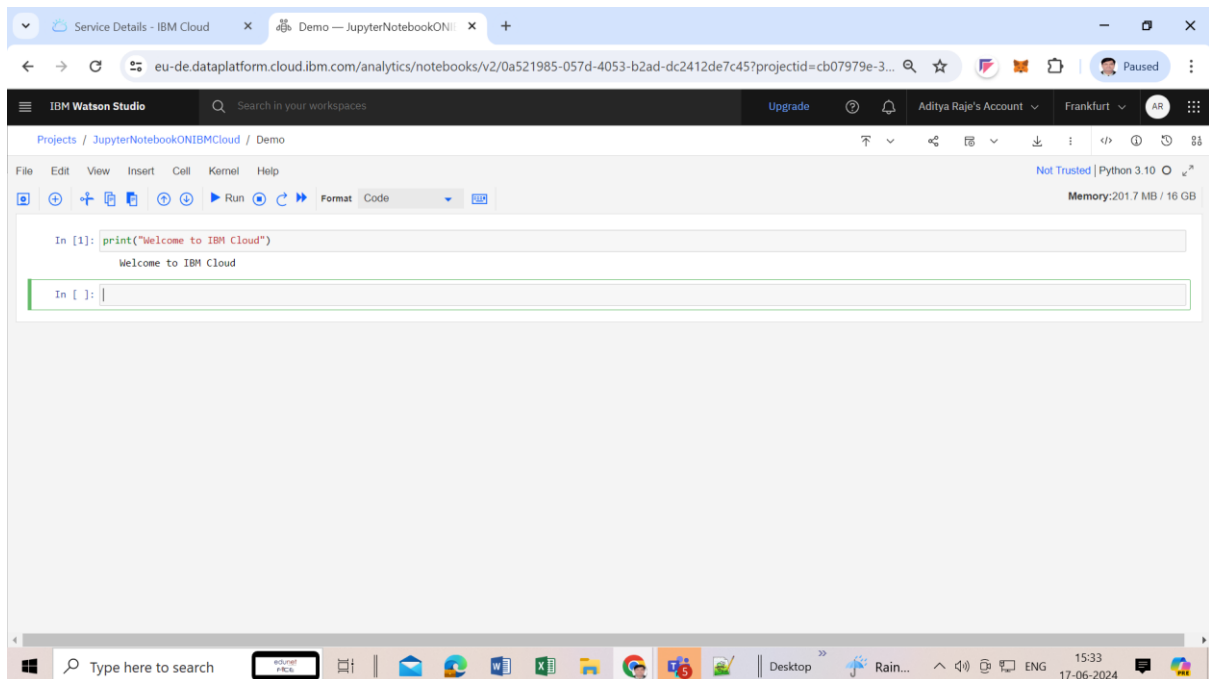 Service Details - IBM Cloud
Demo — JupyterNotebookONI
eu-de.dataplatform.cloud.ibm.com/analytics/notebooks/v2/0a521985-057d-4053-b2ad-dc2412de7c45?projectid=cb07979e-3...
Paused
IBM Watson Studio
Search in your workspaces
Upgrade
Aditya Raje's Account
Frankfurt
AR
Projects / JupyterNotebookONIBMCloud / Demo
File Edit View Insert Cell Kernel Help
Not Trusted | Python 3.10
Run
Format Code
Memory:201.7 MB / 16 GB
In [1]: print("Welcome to IBM Cloud")
Welcome to IBM Cloud
In [ ]:
Type here to search
edunet
Desktop
Rain...
ENG
15:33
17-06-2024
PRE